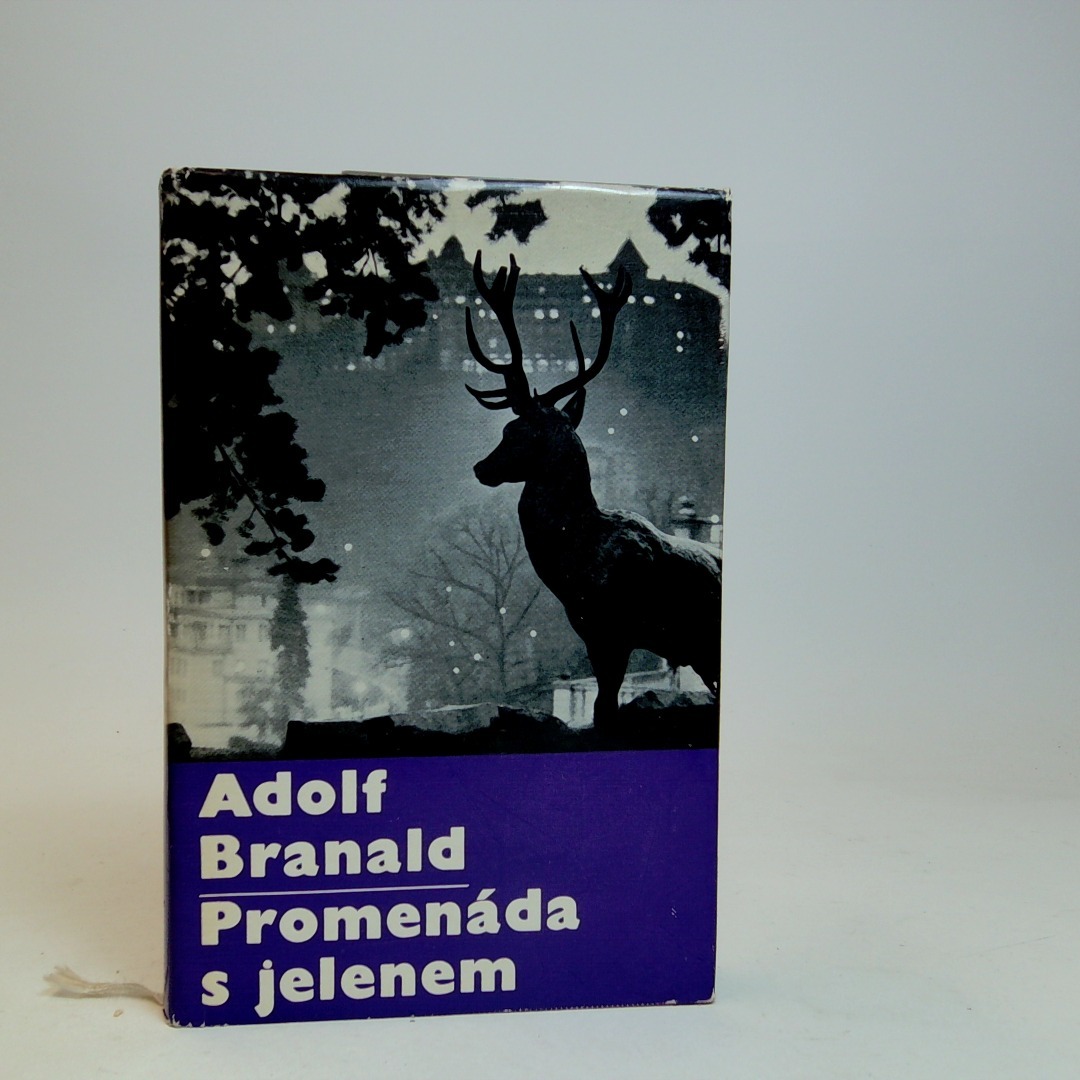 Adolf
Branald
Promenáda
s jelenem